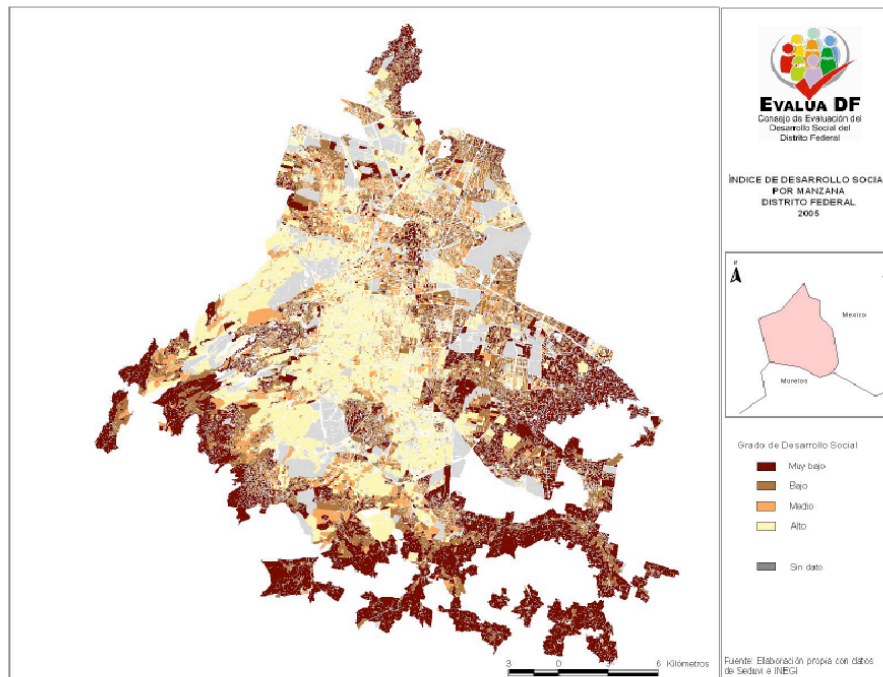 EVALUA DF
Consejo de Evaluación del
Desarrollo Social del
Distrito Federal
ÍNDICE DE DESARROLLO SOCIA
POR MANZANA
DISTRITO FEDERAL
2005
N
Mexico
Morelos
Grado de Desarrollo Social
Muy bajo
Bajo
Medio
Alto
Sin dato
3 0 3 6 Kilómetros
Fuente: Elaboración propia con datos
de Seduvi e INEGI